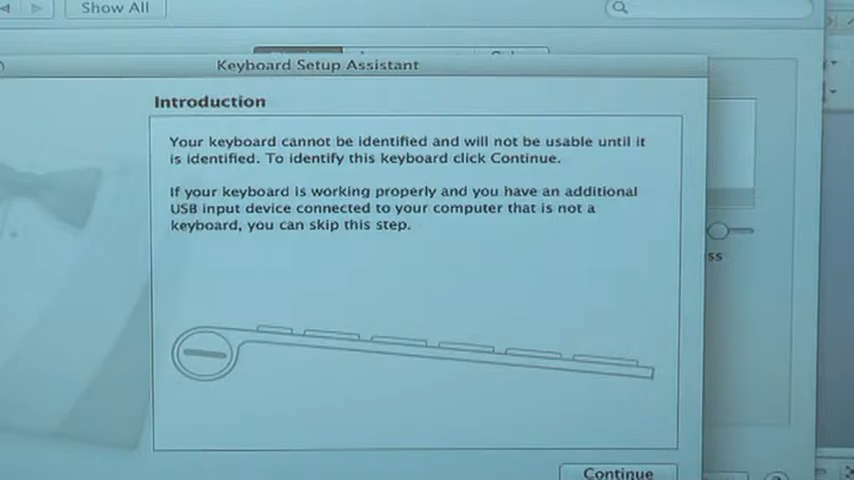 Show All
Keyboard Setup Assistant
Introduction
Your keyboard cannot be identified and will not be usable until it
is identified. To identify this keyboard click Continue.
If your keyboard is working properly and you have an additional
USB input device connected to your computer that is not a
keyboard, you can skip this step.
ss
Continue
?